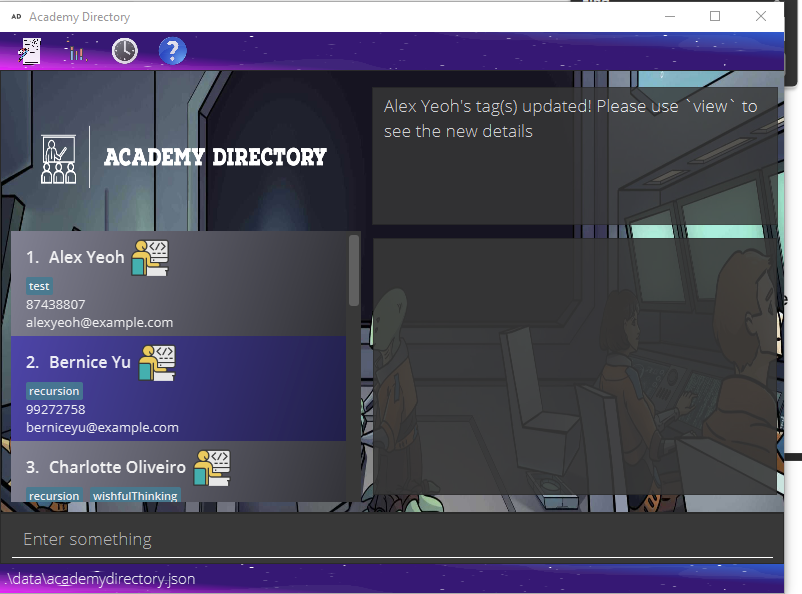 AD Academy Directory
ACADEMY DIRECTORY
Alex Yeoh's tag(s) updated! Please use `view` to
see the new details
1. Alex Yeoh
test
87438807
alexyeoh@example.com
2. Bernice Yu
recursion
99272758
berniceyu@example.com
3. Charlotte Oliveiro
recursion wishfulThinking
Enter something
.\data\academydirectory.json